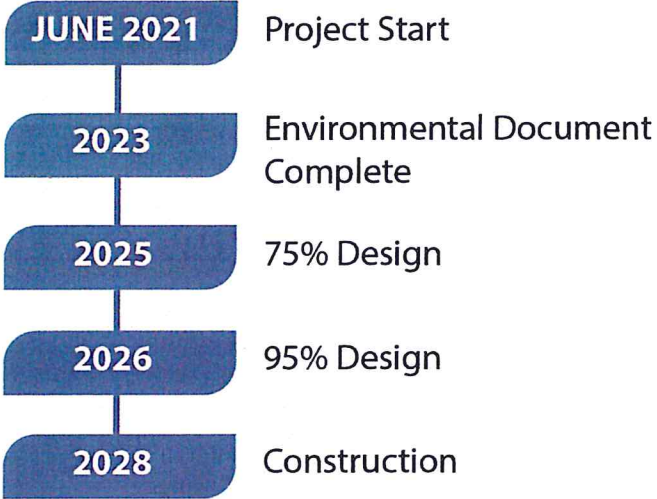 JUNE 2021 Project Start
2023 Environmental Document
Complete
2025 75% Design
2026 95% Design
2028 Construction